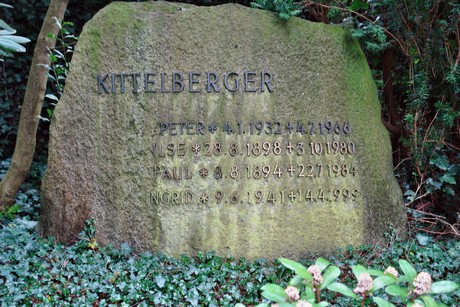 KITTELBERGER
PETER * 4.1.1932 + 4.7.1966
ILSE * 28.8.1898 + 3.10.1980
PAUL * 8.8.1894 + 22.7.1984
INGRID * 9.6.1941 + 14.4.1999